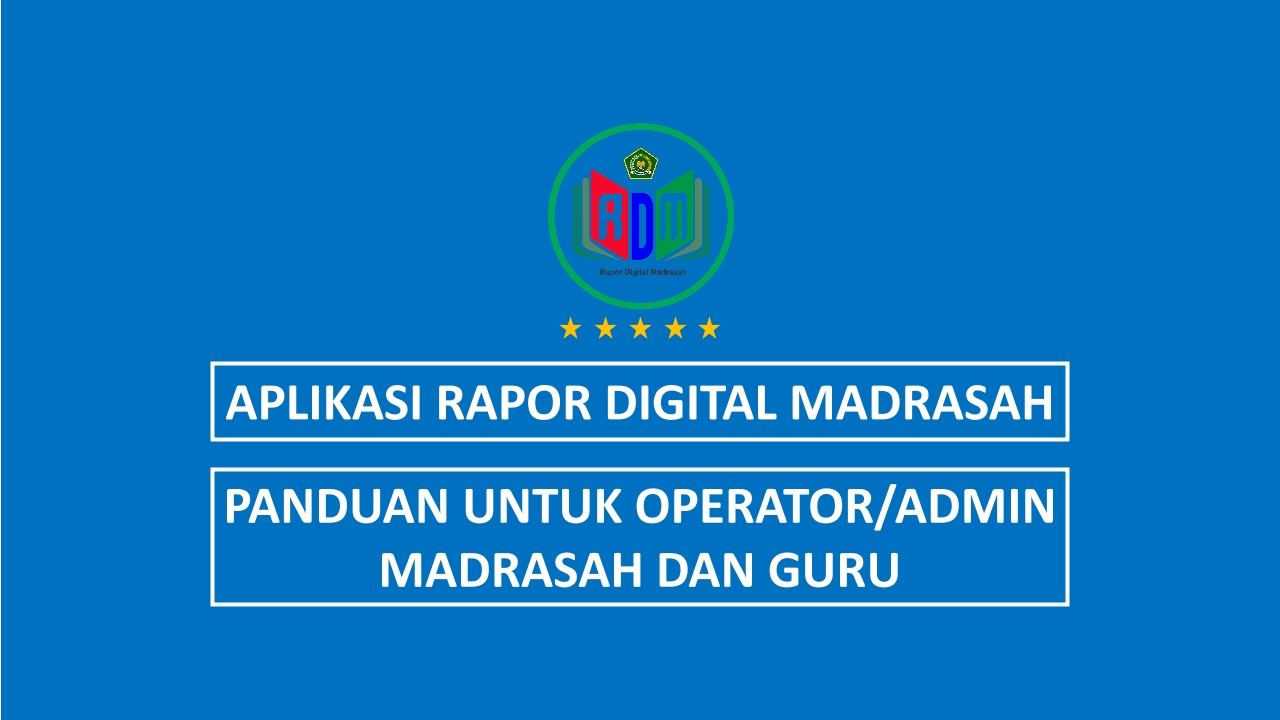 RDM
Rapor Digital Madrasah
APLIKASI RAPOR DIGITAL MADRASAH
PANDUAN UNTUK OPERATOR/ADMIN
MADRASAH DAN GURU